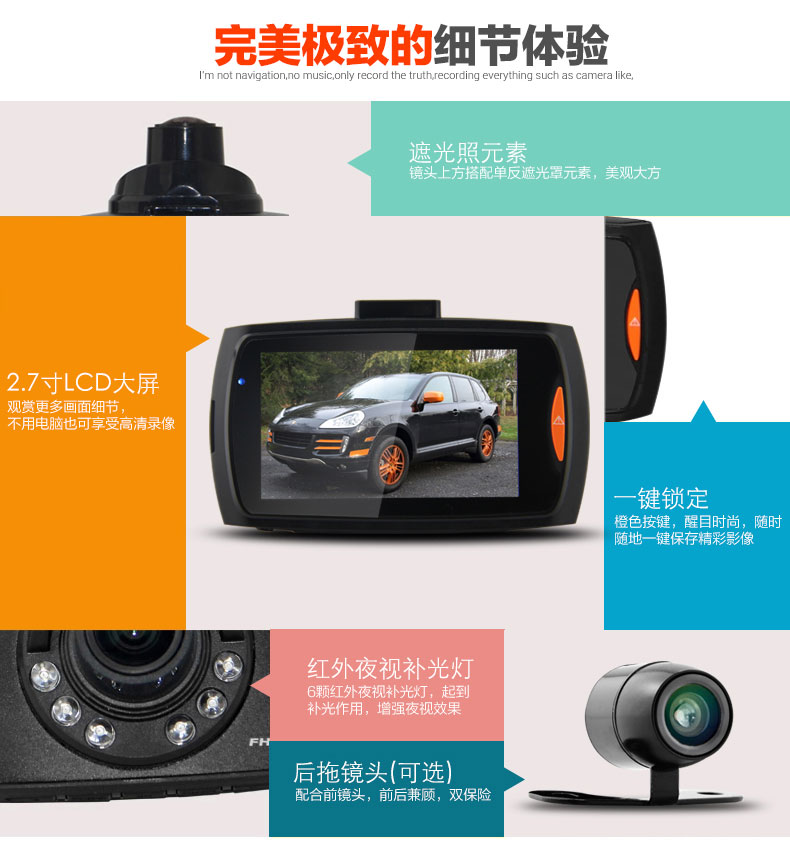 完美极致的细节体验
I'm not navigation,no music,only record the truth,recording everything such as camera like,
遮光照元素
镜头上方搭配单反遮光罩元素，美观大方
2.7寸LCD大屏
观赏更多画面细节，
不用电脑也可享受高清录像
一键锁定
橙色按键，醒目时尚，随时
随地一键保存精彩影像
红外夜视补光灯
6颗红外夜视补光灯，起到
补光作用，增强夜视效果
FH
后拖镜头(可选)
配合前镜头，前后兼顾，双保险